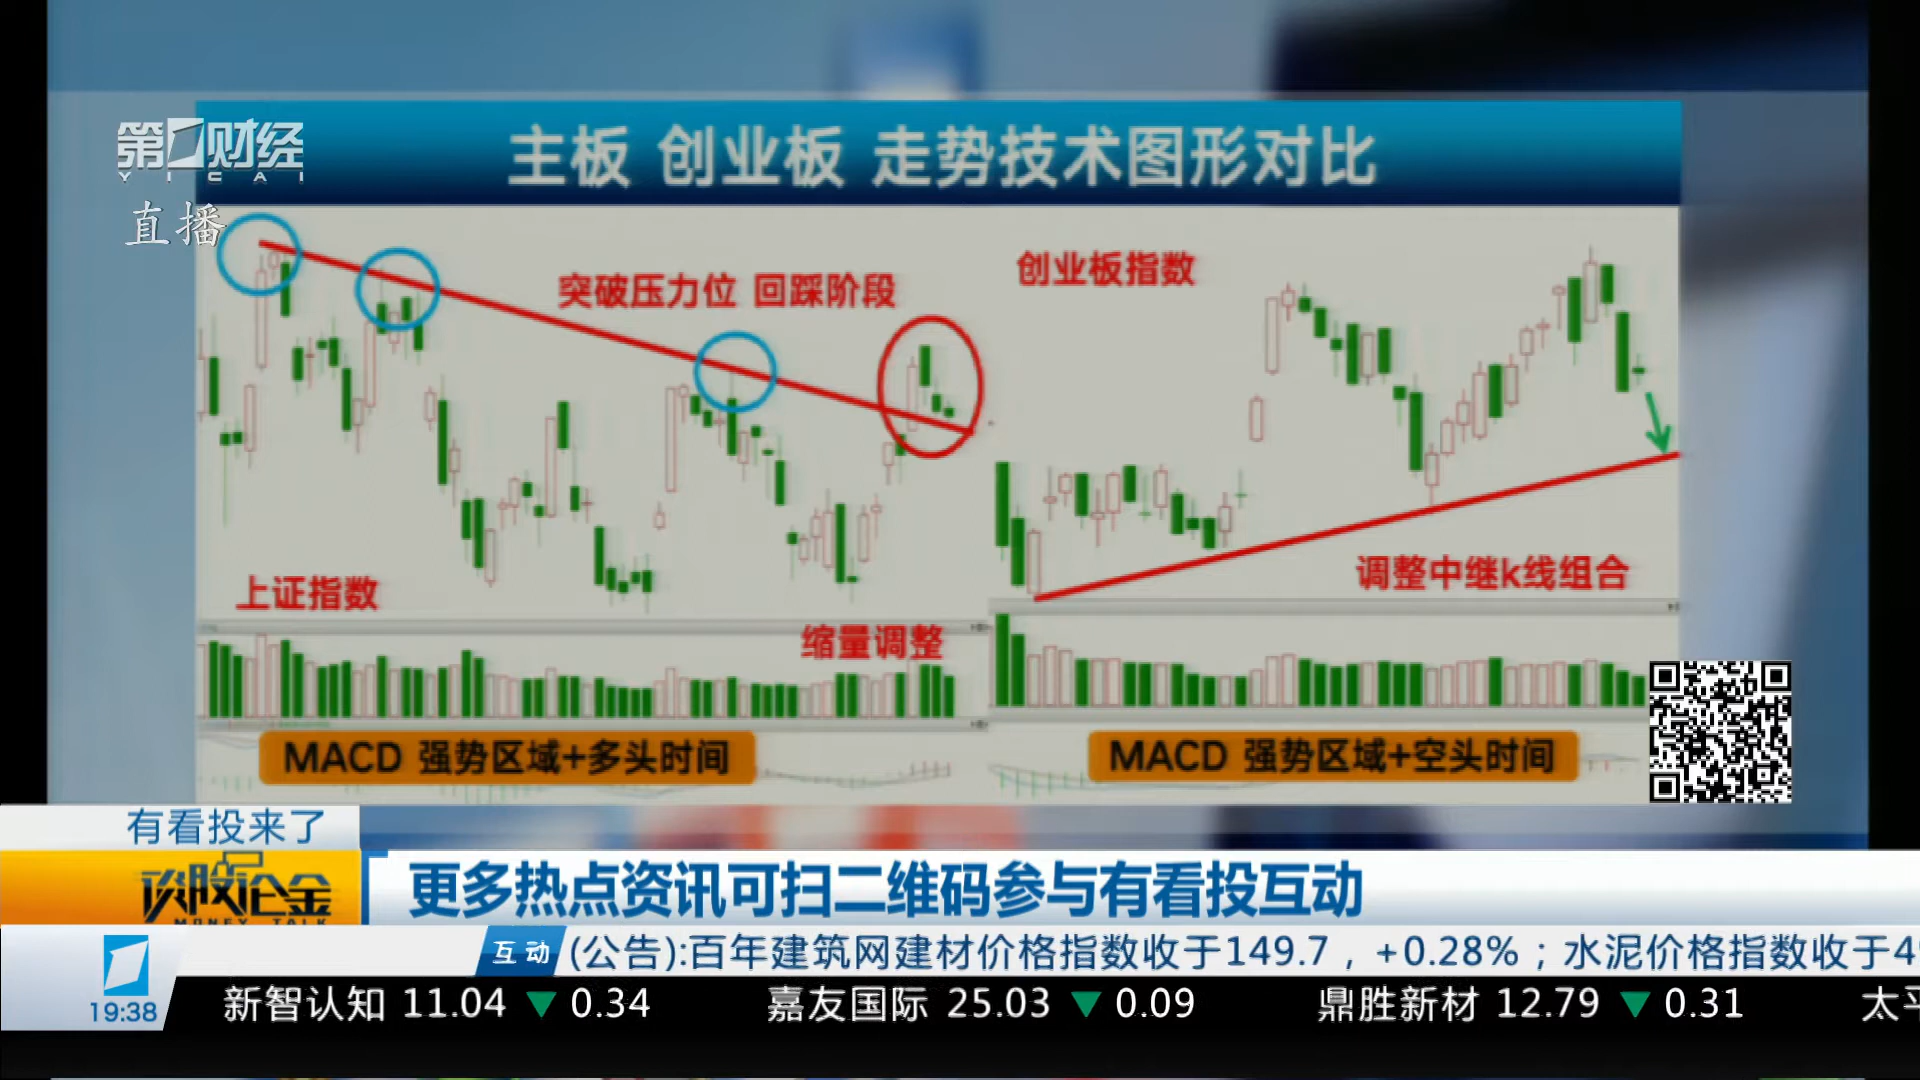 第1财经
YICAI
直播
主板 创业板 走势技术图形对比
突破压力位 回踩阶段
创业板指数
上证指数
调整中继k线组合
缩量调整
MACD 强势区域+多头时间
MACD 强势区域+空头时间
有看投来了
谈股论金
MONEY TALK
更多热点资讯可扫二维码参与有看投互动
互动 (公告):百年建筑网建材价格指数收于149.7，+0.28%；水泥价格指数收于4
19:38
新智认知 11.04 ▼ 0.34 嘉友国际 25.03 ▼ 0.09 鼎胜新材 12.79 ▼ 0.31 太